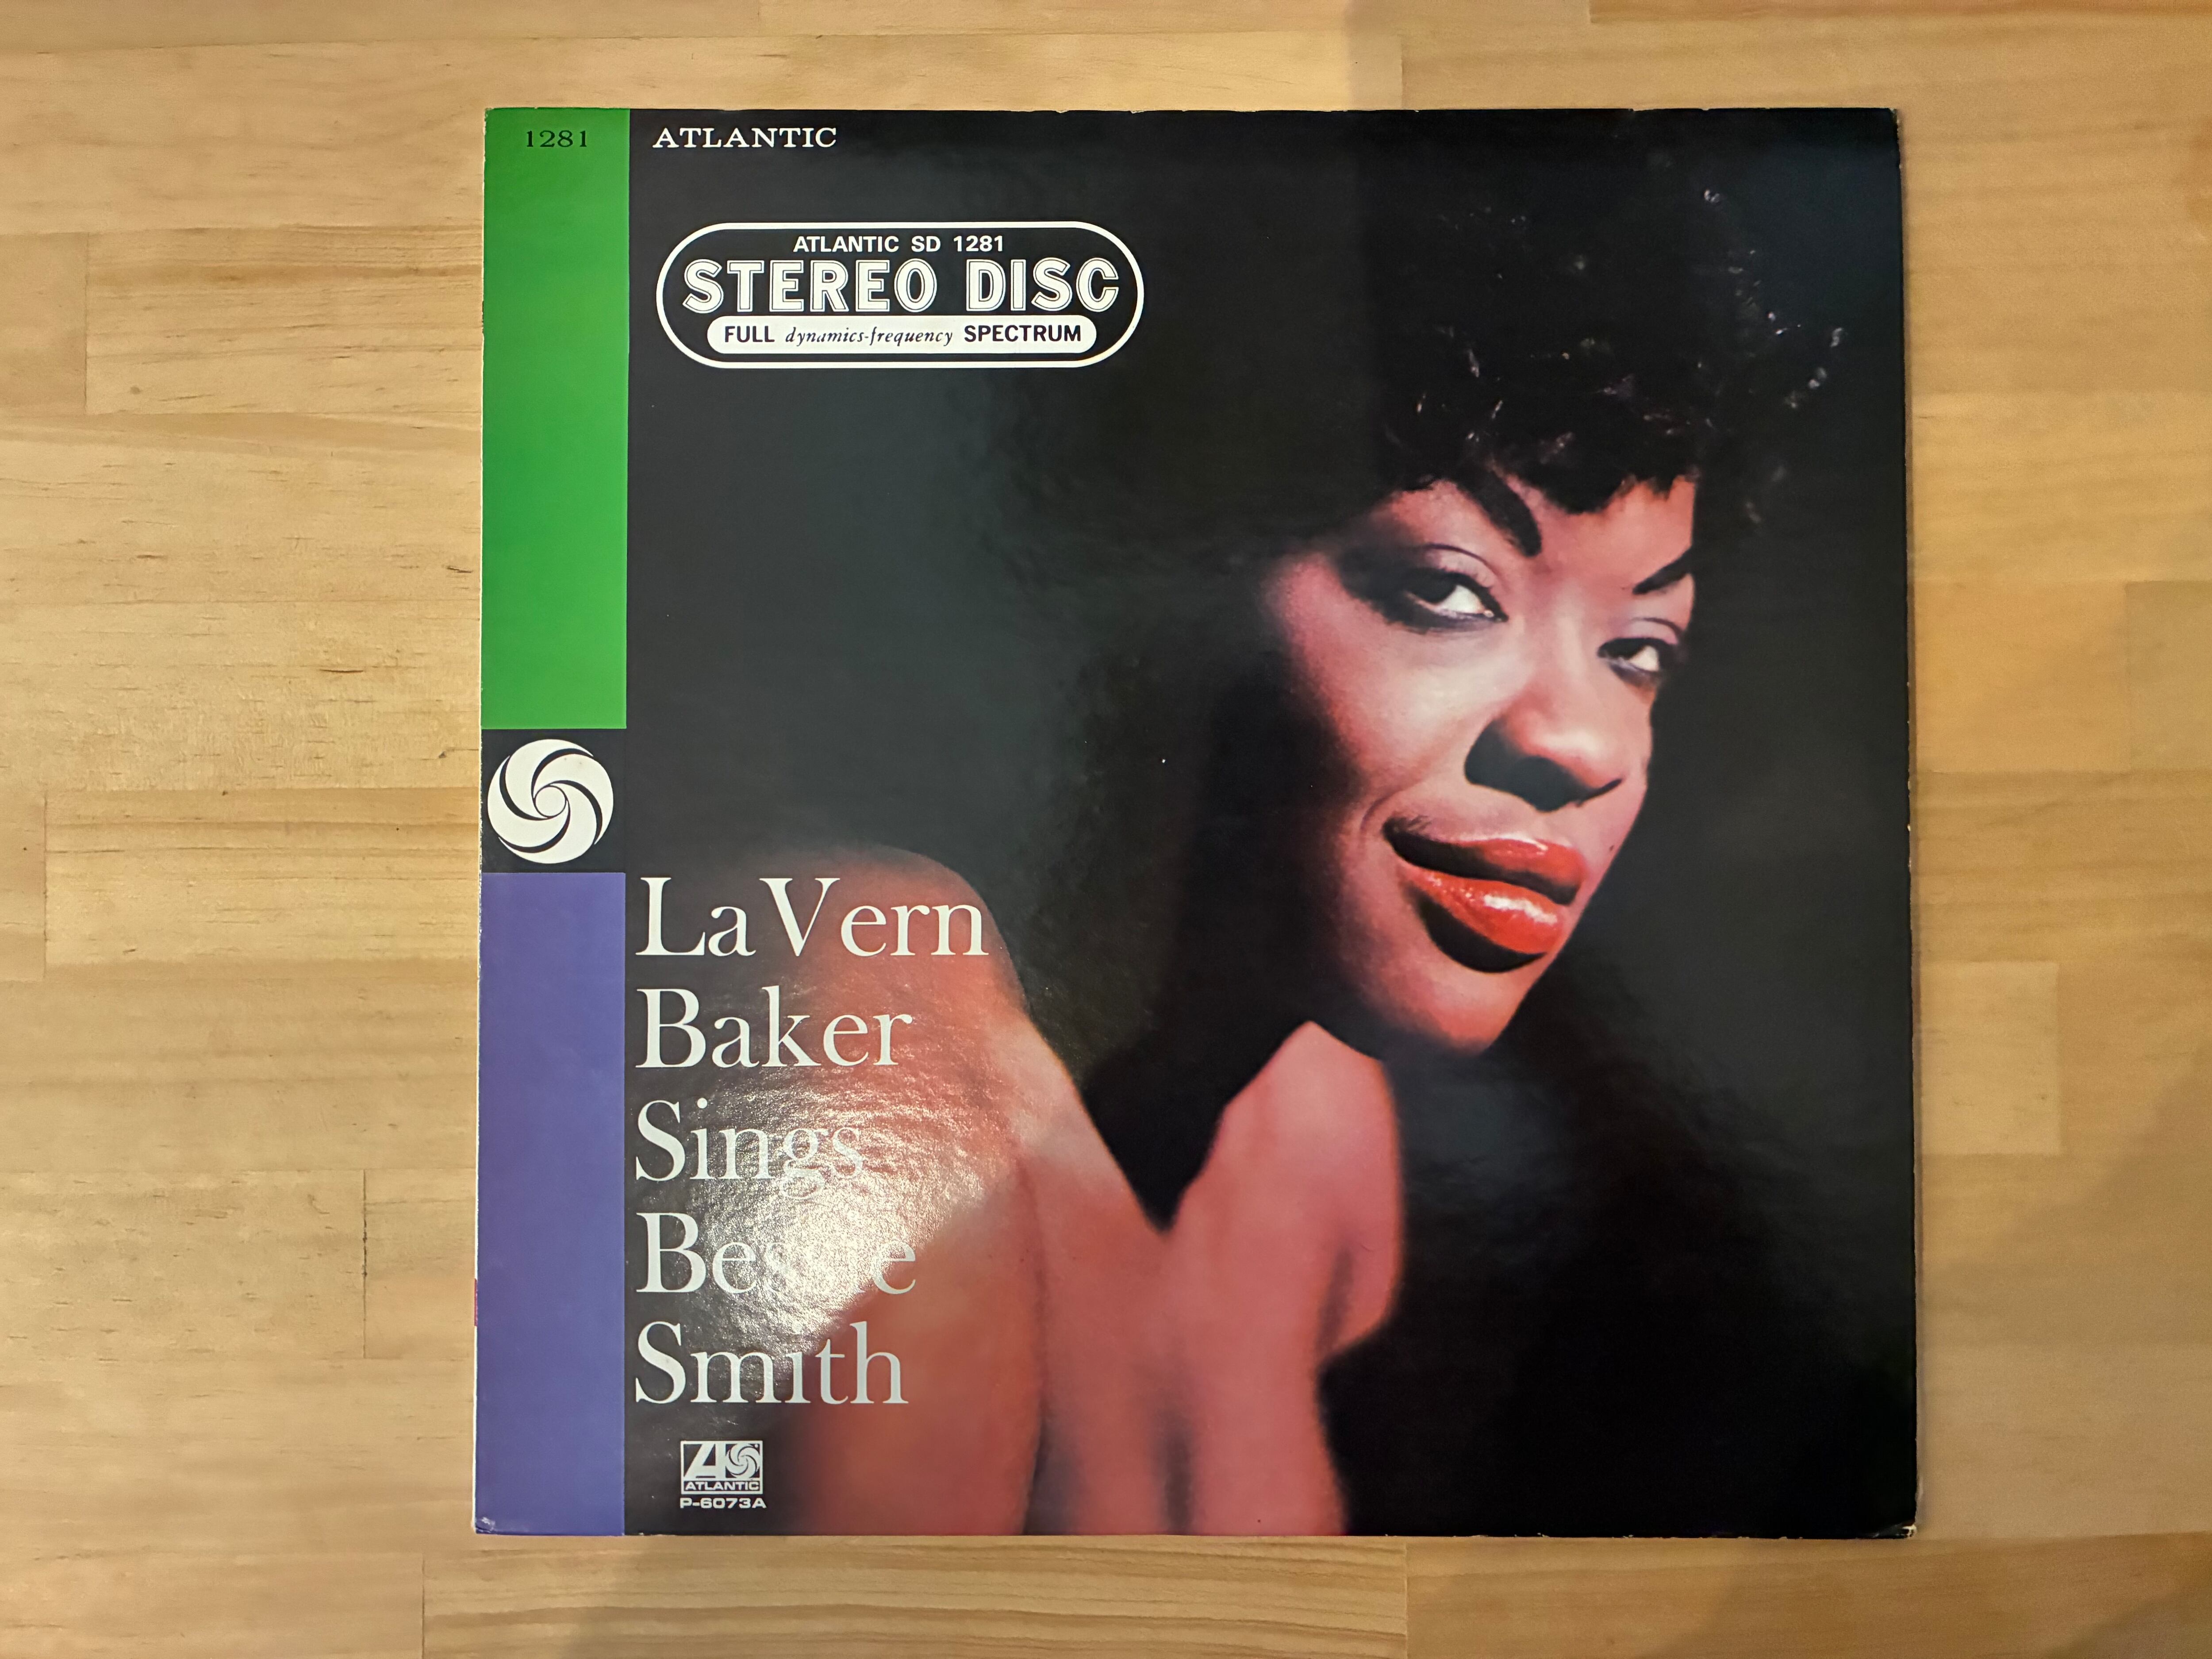 1281
ATLANTIC
ATLANTIC SD 1281
STEREO DISC
FULL dynamics-frequency SPECTRUM
LaVern
Baker
Sings
Bessie
Smith
ATLANTIC
P-6073A